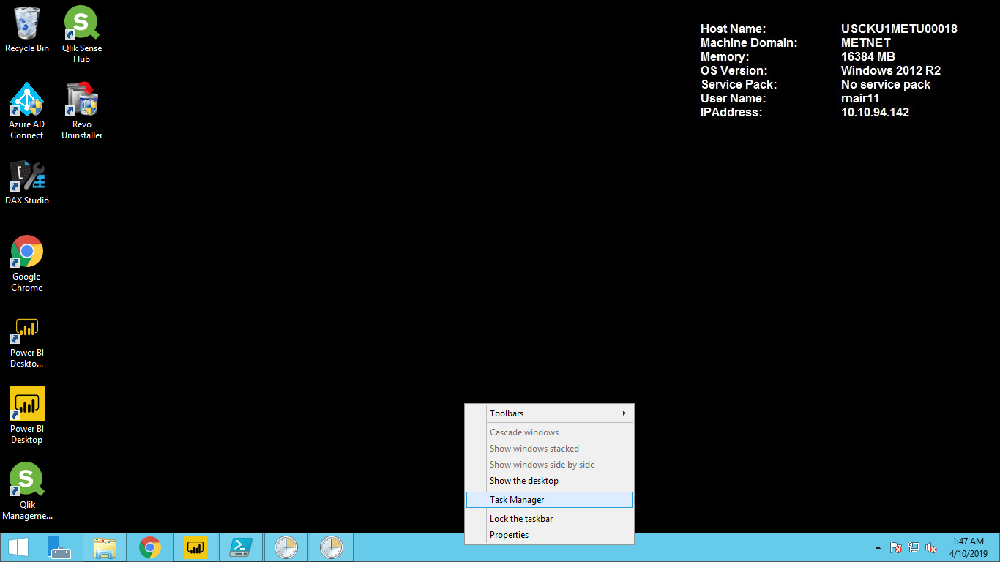 Recycle Bin
Qlik Sense
Hub
Azure AD
Connect
Revo
Uninstaller
DAX Studio
Google
Chrome
Power BI
Deskto...
Power BI
Desktop
Qlik
Manageme...
Host Name: USCKU1METU00018
Machine Domain: METNET
Memory: 16384 MB
OS Version: Windows 2012 R2
Service Pack: No service pack
User Name: rnair11
IPAddress: 10.10.94.142
Toolbars
Cascade windows
Show windows stacked
Show windows side by side
Show the desktop
Task Manager
Lock the taskbar
Properties
1:47 AM
4/10/2019